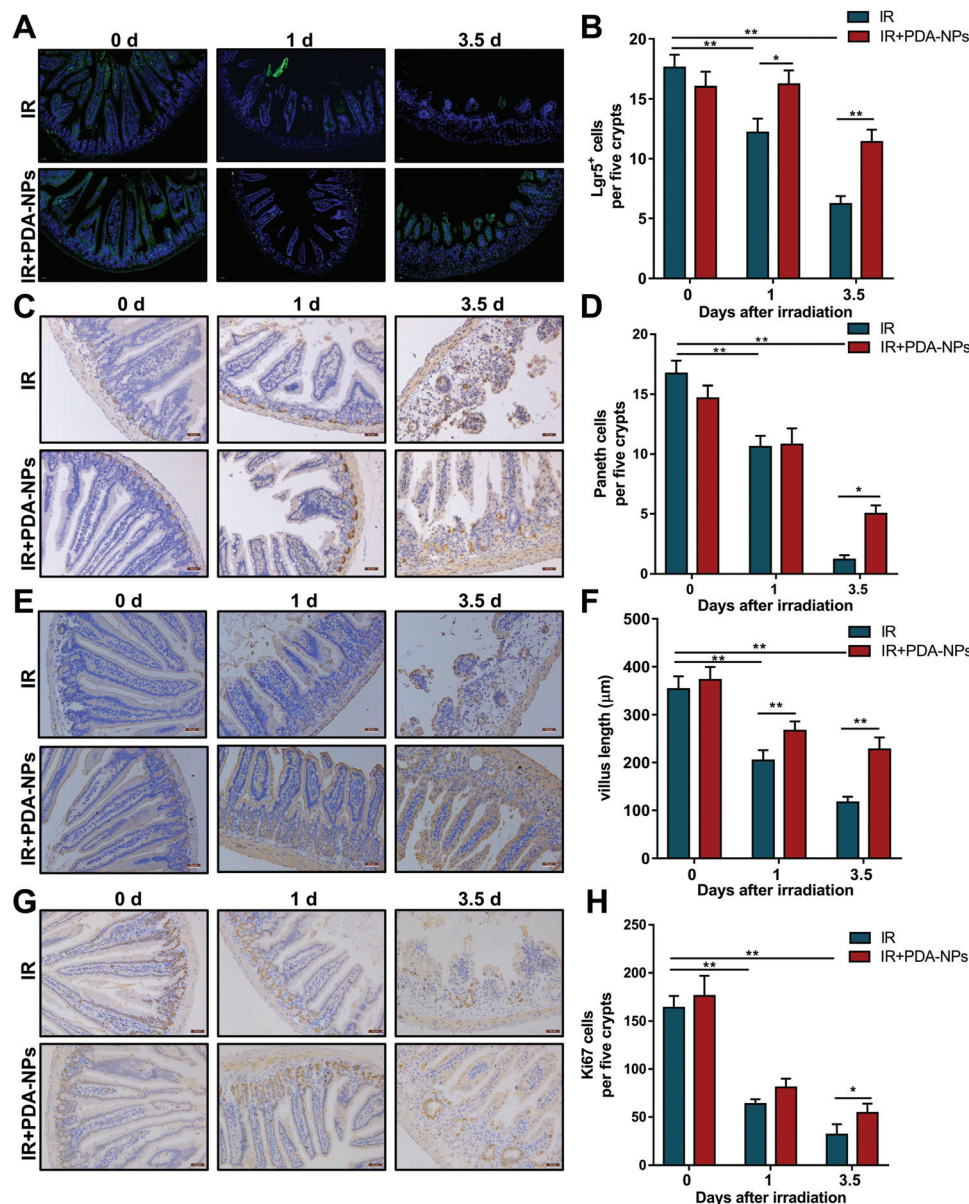 A
0 d
1 d
3.5 d
IR
IR+PDA-NPs
B
IR
IR+PDA-NPs
Lgr5⁺ cells
per five crypts
20
15
10
5
0
**
**
*
**
0
1
3.5
Days after irradiation
C
0 d
1 d
3.5 d
IR
IR+PDA-NPs
D
IR
IR+PDA-NPs
Paneth cells
per five crypts
20
15
10
5
0
**
**
*
0
1
3.5
Days after irradiation
E
0 d
1 d
3.5 d
IR
IR+PDA-NPs
F
IR
IR+PDA-NPs
villus length (μm)
500
400
300
200
100
0
**
**
**
**
0
1
3.5
Days after irradiation
G
0 d
1 d
3.5 d
IR
IR+PDA-NPs
H
IR
IR+PDA-NPs
Ki67 cells
per five crypts
250
200
150
100
50
0
**
**
*
0
1
3.5
Days after irradiation